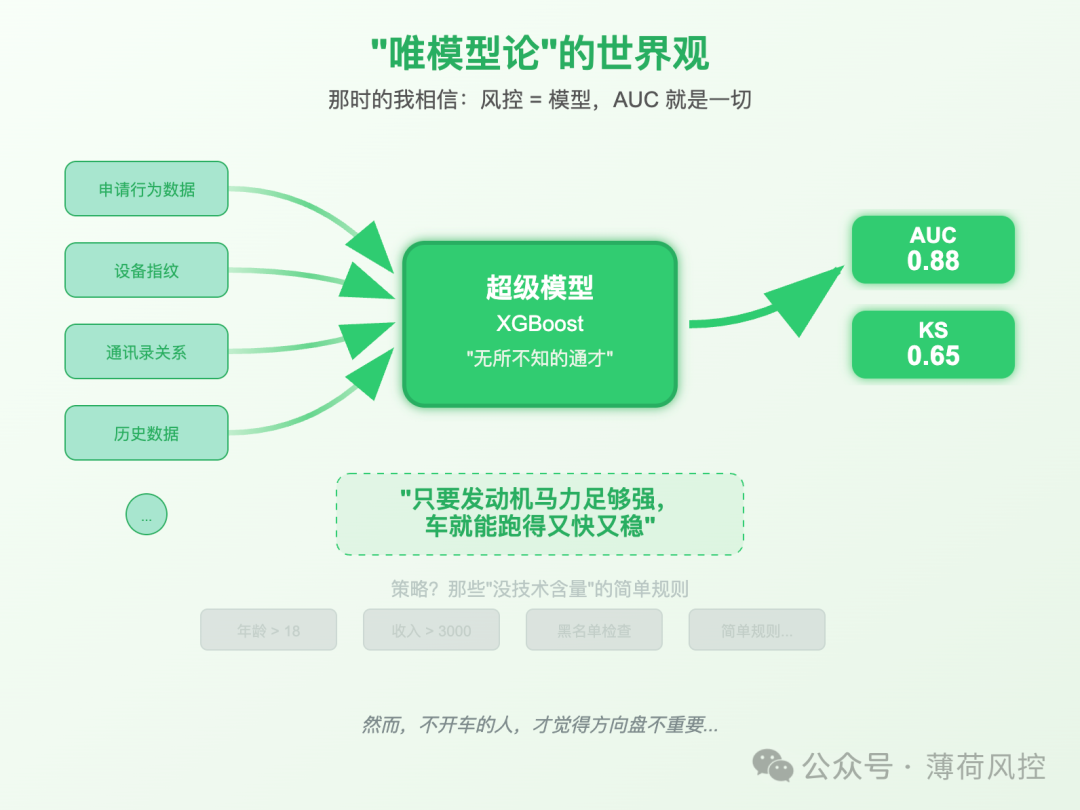 "唯模型论"的世界观
那时的我相信：风控 = 模型，AUC 就是一切
申请行为数据
设备指纹
通讯录关系
历史数据
...
超级模型
XGBoost
"无所不知的通才"
AUC
0.88
KS
0.65
"只要发动机马力足够强，
车就能跑得又快又稳"
策略？那些"没技术含量"的简单规则
年龄 > 18
收入 > 3000
黑名单检查
简单规则...
然而，不开车的人，才觉得方向盘不重要...
公众号 · 薄荷风控